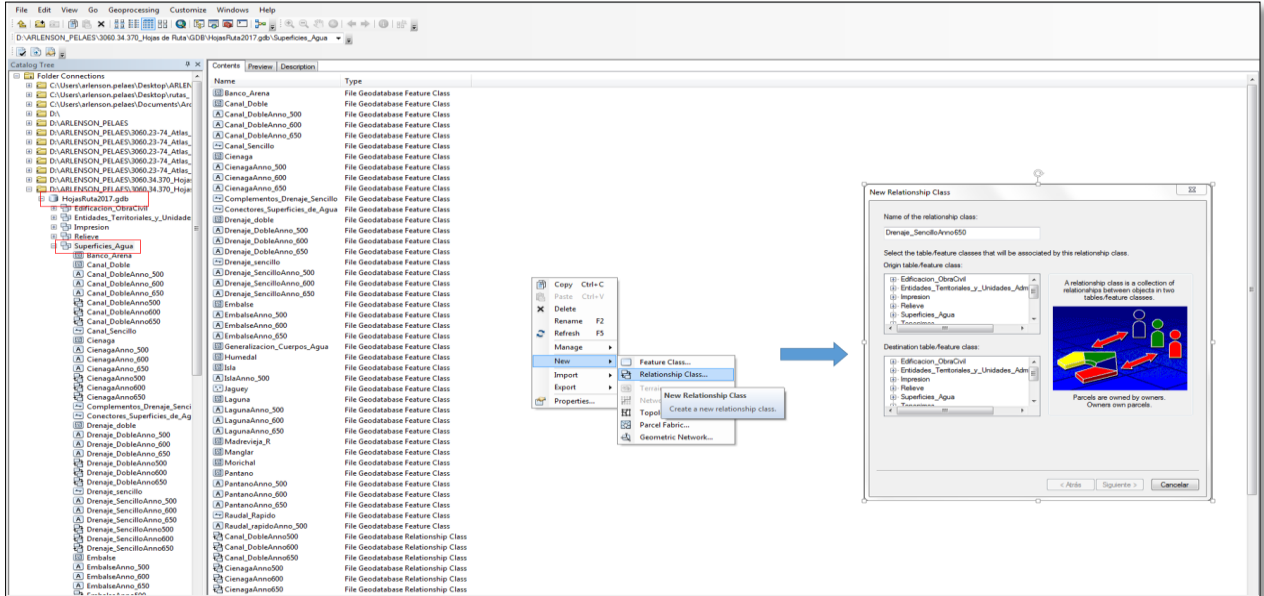 File Edit View Go Geoprocessing Customize Windows Help
D:\ARLENSON_PELAES\3060.34.370_Hojas de Ruta\GDB\HojasRuta2017.gdb\Superficies_Agua
Catalog Tree
Folder Connections
C:\Users\arlenson.pelaes\Desktop\ARLEN
C:\Users\arlenson.pelaes\Desktop\rutas_
C:\Users\arlenson.pelaes\Documents\Arc
D:\
D:\ARLENSON_PELAES
D:\ARLENSON_PELAES\3060.23-74_Atlas_
D:\ARLENSON_PELAES\3060.23-74_Atlas_
D:\ARLENSON_PELAES\3060.23-74_Atlas_
D:\ARLENSON_PELAES\3060.23-74_Atlas_
D:\ARLENSON_PELAES\3060.34.370_Hojas
D:\ARLENSON_PELAES\3060.34.370_Hojas
HojasRuta2017.gdb
Edificacion_ObraCivil
Entidades_Territoriales_y_Unidade
Impresion
Relieve
Superficies_Agua
Banco_Arena
Canal_Doble
Canal_DobleAnno_500
Canal_DobleAnno_600
Canal_DobleAnno_650
Canal_DobleAnno500
Canal_DobleAnno600
Canal_DobleAnno650
Canal_Sencillo
Cienaga
CienagaAnno_500
CienagaAnno_600
CienagaAnno_650
CienagaAnno500
CienagaAnno600
CienagaAnno650
Complementos_Drenaje_Senci
Conectores_Superficies_de_Ag
Drenaje_doble
Drenaje_DobleAnno_500
Drenaje_DobleAnno_600
Drenaje_DobleAnno_650
Drenaje_DobleAnno500
Drenaje_DobleAnno600
Drenaje_DobleAnno650
Drenaje_sencillo
Drenaje_SencilloAnno_500
Drenaje_SencilloAnno_600
Drenaje_SencilloAnno_650
Drenaje_SencilloAnno500
Drenaje_SencilloAnno600
Drenaje_SencilloAnno650
Embalse
EmbalseAnno_500
EmbalseAnno_600
EmbalseAnno_650
Contents Preview Description
Name Type
Banco_Arena File Geodatabase Feature Class
Canal_Doble File Geodatabase Feature Class
Canal_DobleAnno_500 File Geodatabase Feature Class
Canal_DobleAnno_600 File Geodatabase Feature Class
Canal_DobleAnno_650 File Geodatabase Feature Class
Canal_Sencillo File Geodatabase Feature Class
Cienaga File Geodatabase Feature Class
CienagaAnno_500 File Geodatabase Feature Class
CienagaAnno_600 File Geodatabase Feature Class
CienagaAnno_650 File Geodatabase Feature Class
Complementos_Drenaje_Sencillo File Geodatabase Feature Class
Conectores_Superficies_de_Agua File Geodatabase Feature Class
Drenaje_doble File Geodatabase Feature Class
Drenaje_DobleAnno_500 File Geodatabase Feature Class
Drenaje_DobleAnno_600 File Geodatabase Feature Class
Drenaje_DobleAnno_650 File Geodatabase Feature Class
Drenaje_sencillo File Geodatabase Feature Class
Drenaje_SencilloAnno_500 File Geodatabase Feature Class
Drenaje_SencilloAnno_600 File Geodatabase Feature Class
Drenaje_SencilloAnno_650 File Geodatabase Feature Class
Embalse File Geodatabase Feature Class
EmbalseAnno_500 File Geodatabase Feature Class
EmbalseAnno_600 File Geodatabase Feature Class
EmbalseAnno_650 File Geodatabase Feature Class
Generalizacion_Cuerpos_Agua File Geodatabase Feature Class
Humedal File Geodatabase Feature Class
Isla File Geodatabase Feature Class
IslaAnno_500 File Geodatabase Feature Class
Jaguey File Geodatabase Feature Class
Laguna File Geodatabase Feature Class
LagunaAnno_500 File Geodatabase Feature Class
LagunaAnno_600 File Geodatabase Feature Class
LagunaAnno_650 File Geodatabase Feature Class
Madrevieja_R File Geodatabase Feature Class
Manglar File Geodatabase Feature Class
Morichal File Geodatabase Feature Class
Pantano File Geodatabase Feature Class
PantanoAnno_500 File Geodatabase Feature Class
PantanoAnno_600 File Geodatabase Feature Class
PantanoAnno_650 File Geodatabase Feature Class
Raudal_Rapido File Geodatabase Feature Class
Raudal_rapidoAnno_500 File Geodatabase Feature Class
Canal_DobleAnno500 File Geodatabase Relationship Class
Canal_DobleAnno600 File Geodatabase Relationship Class
Canal_DobleAnno650 File Geodatabase Relationship Class
CienagaAnno500 File Geodatabase Relationship Class
CienagaAnno600 File Geodatabase Relationship Class
CienagaAnno650 File Geodatabase Relationship Class
Copy Ctrl+C
Paste Ctrl+V
Delete
Rename F2
Refresh F5
Manage
New
Import
Export
Properties...
Feature Class...
Relationship Class...
Terrain
Netw
Topol
Parcel Fabric...
Geometric Network...
New Relationship Class
Create a new relationship class.
New Relationship Class
Name of the relationship class:
Drenaje_SencilloAnno650
Select the table/feature classes that will be associated by this relationship class.
Origin table/feature class:
Edificacion_ObraCivil
Entidades_Territoriales_y_Unidades_Adm
Impresion
Relieve
Superficies_Agua
A relationship class is a collection of
relationships between objects in two
tables/feature classes.
Destination table/feature class:
Edificacion_ObraCivil
Entidades_Territoriales_y_Unidades_Adm
Impresion
Relieve
Superficies_Agua
Parcels are owned by owners.
Owners own parcels.
< Atrás Siguiente > Cancelar